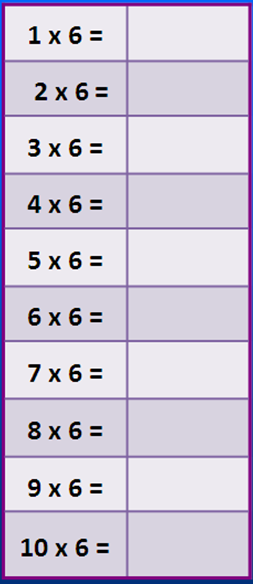 1 x 6 =
2 x 6 =
3 x 6 =
4 x 6 =
5 x 6 =
6 x 6 =
7 x 6 =
8 x 6 =
9 x 6 =
10 x 6 =